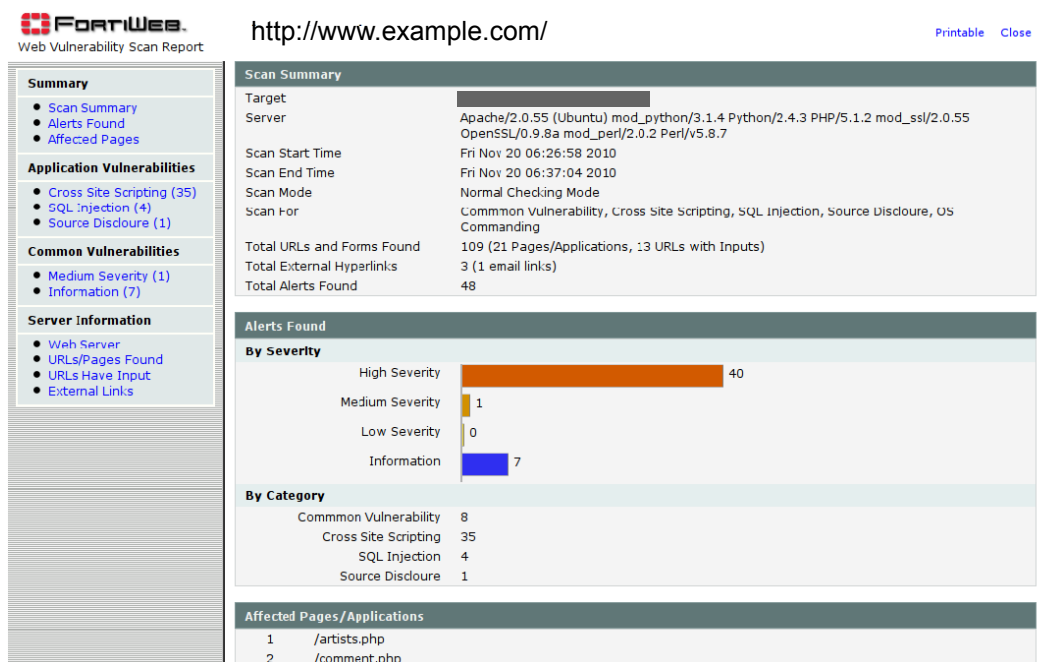 FORTIWEB.
Web Vulnerability Scan Report
http://www.example.com/
Printable Close
Summary
Scan Summary
Alerts Found
Affected Pages
Application Vulnerabilities
Cross Site Scripting (35)
SQL Injection (4)
Source Discloure (1)
Common Vulnerabilities
Medium Severity (1)
Information (7)
Server Information
Web Server
URLs/Pages Found
URLs Have Input
External Links
Scan Summary
Target
Server Apache/2.0.55 (Ubuntu) mod_python/3.1.4 Python/2.4.3 PHP/5.1.2 mod_ssl/2.0.55
OpenSSL/0.9.8a mod_perl/2.0.2 Perl/v5.8.7
Scan Start Time Fri Nov 20 06:26:58 2010
Scan End Time Fri Nov 20 06:37:04 2010
Scan Mode Normal Checking Mode
Scan For Commmon Vulnerability, Cross Site Scripting, SQL Injection, Source Discloure, OS
Commanding
Total URLs and Forms Found 109 (21 Pages/Applications, 13 URLs with Inputs)
Total External Hyperlinks 3 (1 email links)
Total Alerts Found 48
Alerts Found
By Severity
High Severity 40
Medium Severity 1
Low Severity 0
Information 7
By Category
Commmon Vulnerability 8
Cross Site Scripting 35
SQL Injection 4
Source Discloure 1
Affected Pages/Applications
1 /artists.php
2 /comment.php